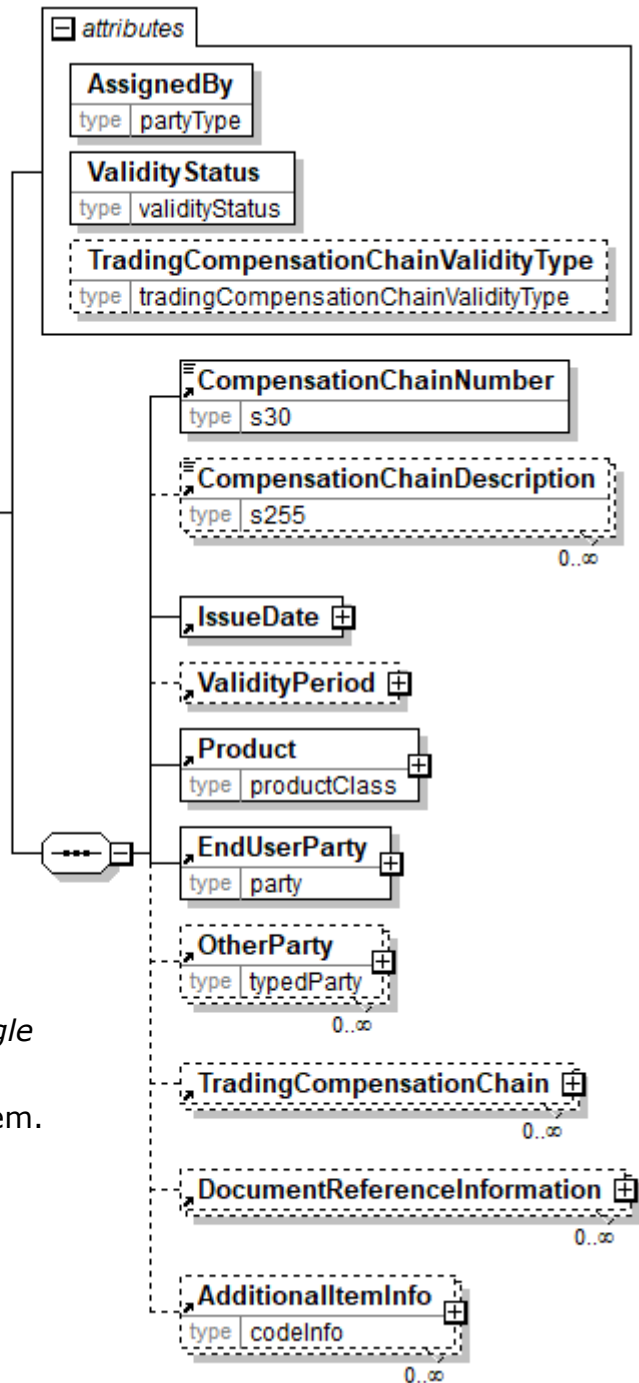 attributes
AssignedBy
type partyType
ValidityStatus
type validityStatus
TradingCompensationChainValidityType
type tradingCompensationChainValidityType
CompensationChainNumber
type s30
CompensationChainDescription
type s255
0..∞
IssueDate
ValidityPeriod
Product
type productClass
EndUserParty
type party
OtherParty
type typedParty
0..∞
gle
TradingCompensationChain
em.
0..∞
DocumentReferenceInformation
0..∞
AdditionalItemInfo
type codeInfo
0..∞